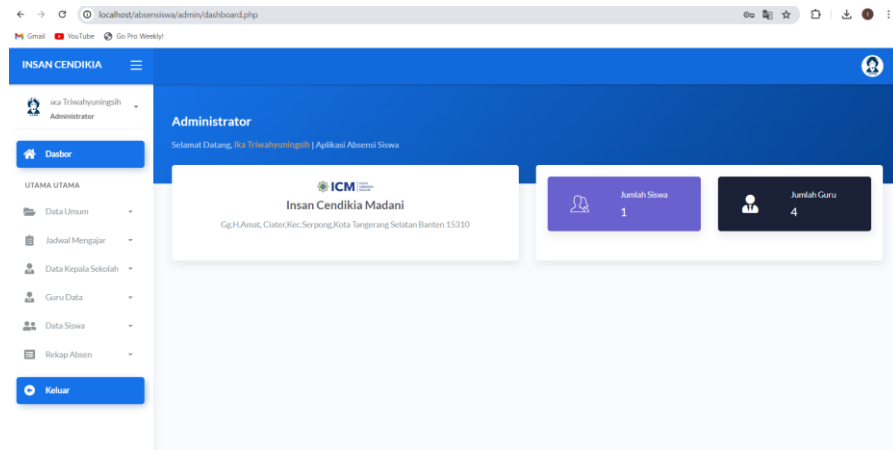 localhost/absensiswa/admin/dashboard.php
Gmail YouTube Go Pro Weekly!
INSAN CENDIKIA
Ika Triwahyuningsih
Administrator
Dasbor
UTAMA UTAMA
Data Umum
Jadwal Mengajar
Data Kepala Sekolah
Guru Data
Data Siswa
Rekap Absen
Keluar
Administrator
Selamat Datang, Ika Triwahyuningsih | Aplikasi Absensi Siswa
ICM
Insan Cendikia Madani
Gg.H.Amat, Ciater,Kec.Serpong,Kota Tangerang Selatan Banten 15310
Jumlah Siswa
1
Jumlah Guru
4